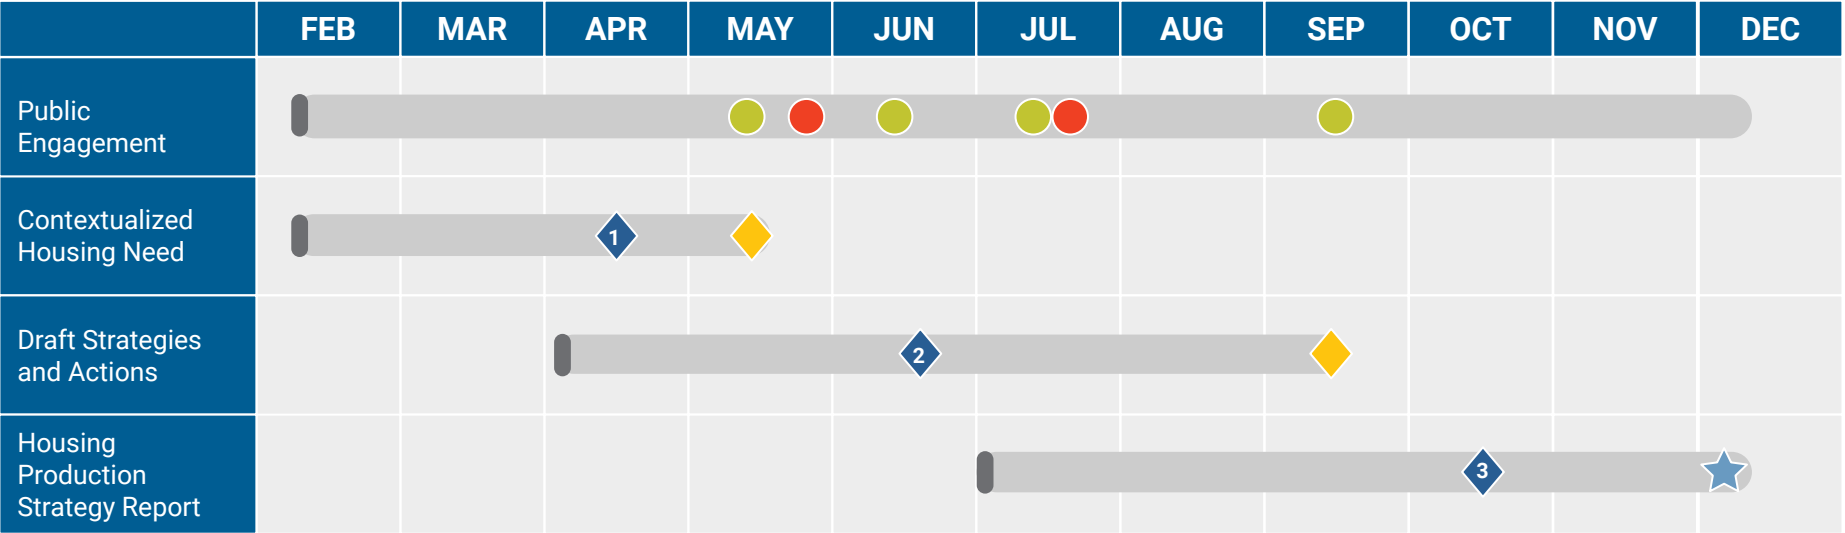 FEB MAR APR MAY JUN JUL AUG SEP OCT NOV DEC
Public
Engagement
Contextualized
Housing Need
1
Draft Strategies
and Actions
2
Housing
Production
Strategy Report
3